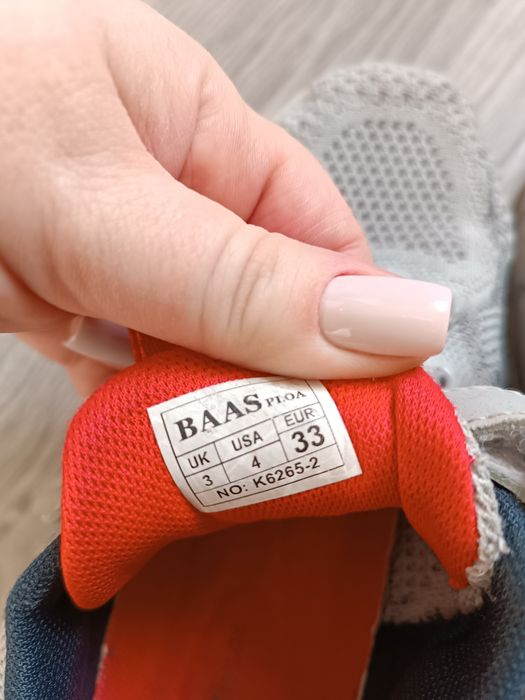 BAAS PLOA
UK USA EUR
3 4 33
NO: K6265-2